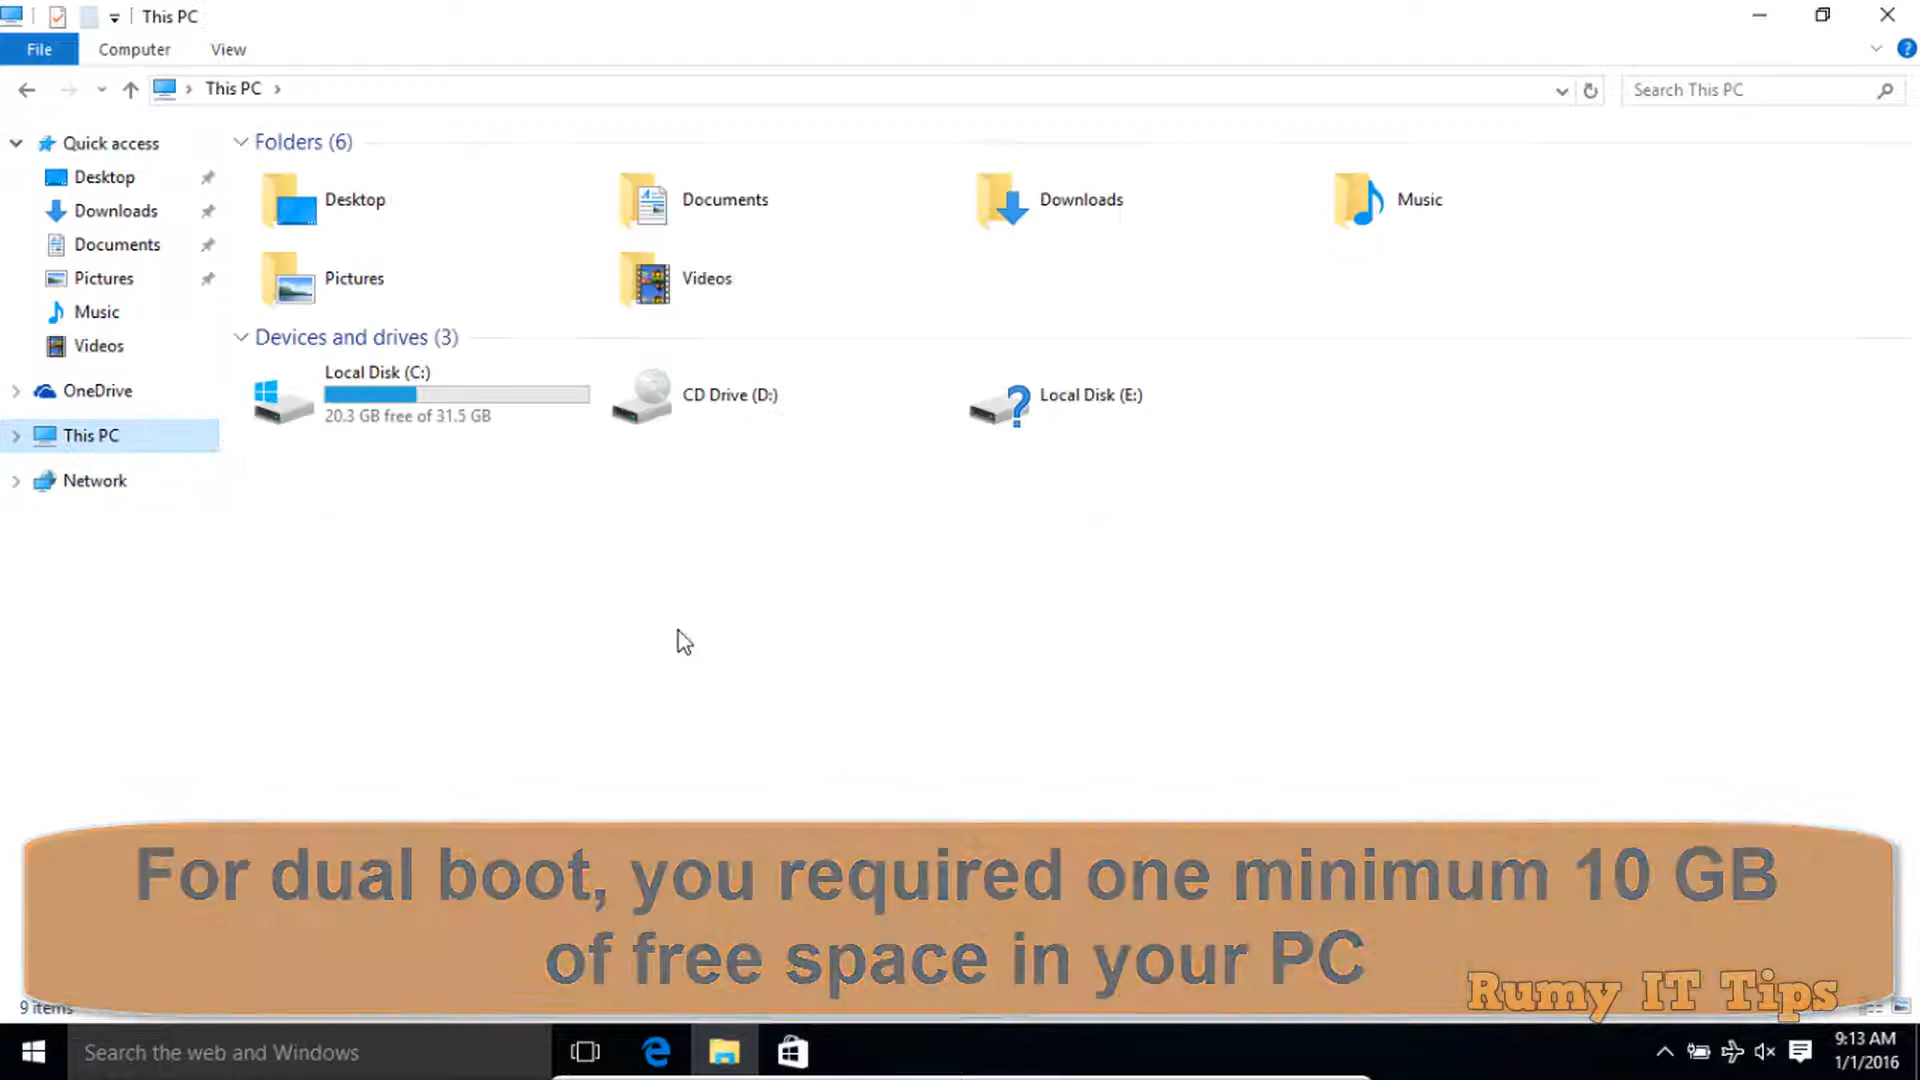 This PC
File Computer View
This PC
Search This PC
Quick access
Desktop
Downloads
Documents
Pictures
Music
Videos
OneDrive
This PC
Network
Folders (6)
Desktop
Documents
Downloads
Music
Pictures
Videos
Devices and drives (3)
Local Disk (C:)
20.3 GB free of 31.5 GB
CD Drive (D:)
Local Disk (E:)
For dual boot, you required one minimum 10 GB
of free space in your PC
Rumy IT Tips
9 items
Search the web and Windows
9:13 AM
1/1/2016